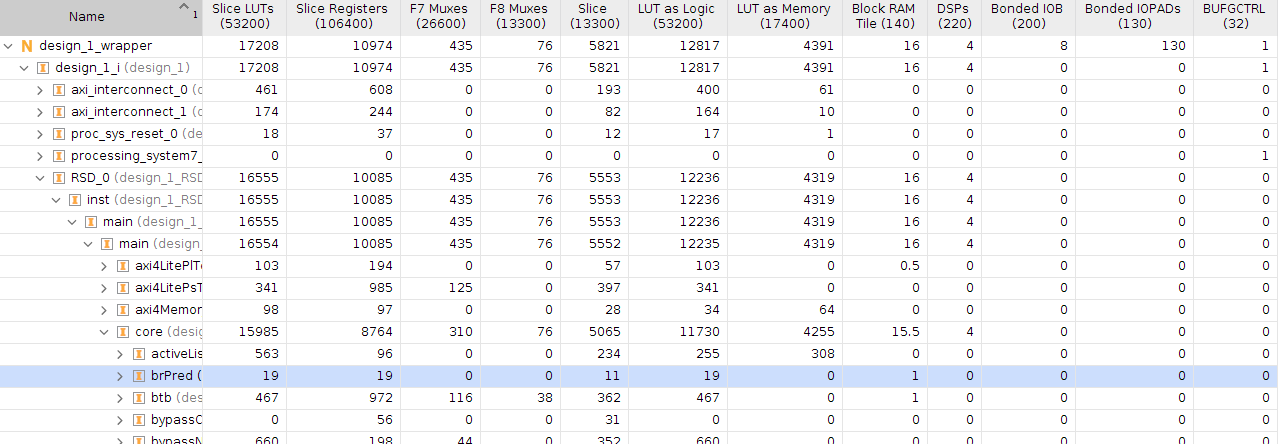 Name 1 Slice LUTs (53200) Slice Registers (106400) F7 Muxes (26600) F8 Muxes (13300) Slice (13300) LUT as Logic (53200) LUT as Memory (17400) Block RAM Tile (140) DSPs (220) Bonded IOB (200) Bonded IOPADs (130) BUFGCTRL (32)
N design_1_wrapper 17208 10974 435 76 5821 12817 4391 16 4 8 130 1
I design_1_i (design_1) 17208 10974 435 76 5821 12817 4391 16 4 0 0 1
I axi_interconnect_0 (d 461 608 0 0 193 400 61 0 0 0 0 0
I axi_interconnect_1 (d 174 244 0 0 82 164 10 0 0 0 0 0
I proc_sys_reset_0 (de 18 37 0 0 12 17 1 0 0 0 0 0
I processing_system7_ 0 0 0 0 0 0 0 0 0 0 0 1
I RSD_0 (design_1_RSD 16555 10085 435 76 5553 12236 4319 16 4 0 0 0
I inst (design_1_RSD 16555 10085 435 76 5553 12236 4319 16 4 0 0 0
I main (design_1_ 16555 10085 435 76 5553 12236 4319 16 4 0 0 0
I main (design_ 16554 10085 435 76 5552 12235 4319 16 4 0 0 0
I axi4LitePlTo 103 194 0 0 57 103 0 0.5 0 0 0 0
I axi4LitePsT 341 985 125 0 397 341 0 0 0 0 0 0
I axi4Memor 98 97 0 0 28 34 64 0 0 0 0 0
I core (desig 15985 8764 310 76 5065 11730 4255 15.5 4 0 0 0
I activeLis 563 96 0 0 234 255 308 0 0 0 0 0
I brPred ( 19 19 0 0 11 19 0 1 0 0 0 0
I btb (desi 467 972 116 38 362 467 0 1 0 0 0 0
I bypassC 0 56 0 0 31 0 0 0 0 0 0 0
I bypassN 660 198 44 0 352 660 0 0 0 0 0 0